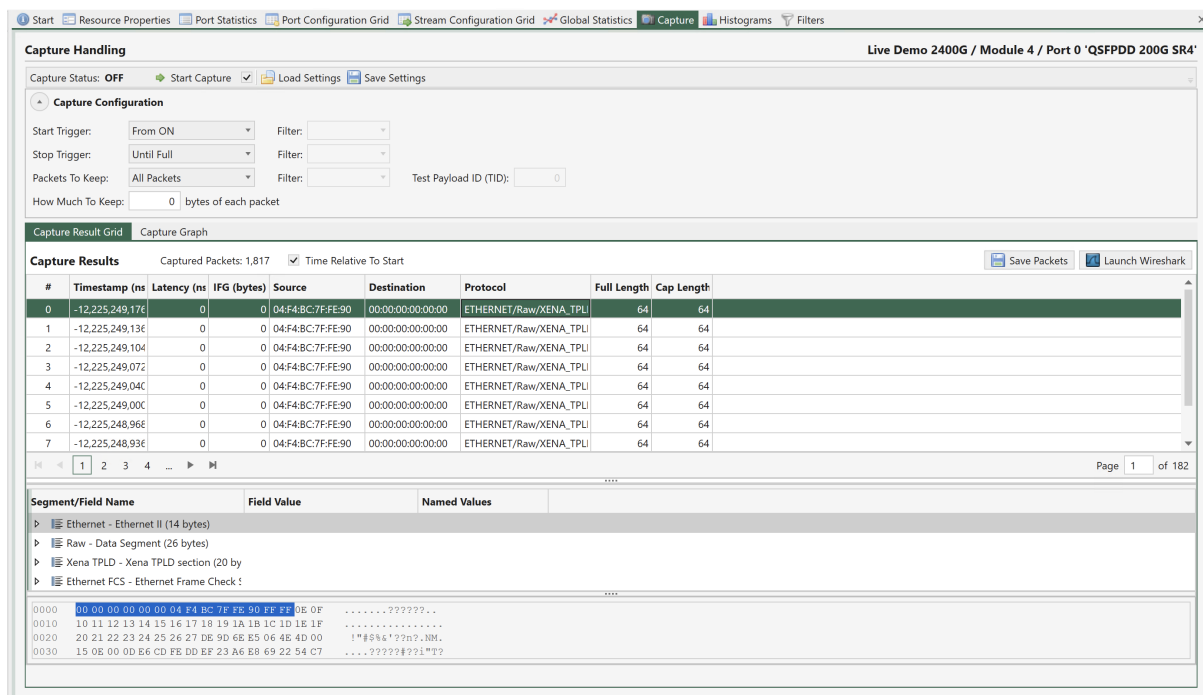 Start Resource Properties Port Statistics Port Configuration Grid Stream Configuration Grid Global Statistics Capture Histograms Filters
Capture Handling Live Demo 2400G / Module 4 / Port 0 'QSFPDD 200G SR4'
Capture Status: OFF Start Capture Load Settings Save Settings
Capture Configuration
Start Trigger: From ON Filter:
Stop Trigger: Until Full Filter:
Packets To Keep: All Packets Filter: Test Payload ID (TID): 0
How Much To Keep: 0 bytes of each packet
Capture Result Grid Capture Graph
Capture Results Captured Packets: 1,817 Time Relative To Start Save Packets Launch Wireshark
# Timestamp (ns Latency (ns IFG (bytes) Source Destination Protocol Full Length Cap Length
0 -12,225,249,176 0 0 04:F4:BC:7F:FE:90 00:00:00:00:00:00 ETHERNET/Raw/XENA_TPL 64 64
1 -12,225,249,136 0 0 04:F4:BC:7F:FE:90 00:00:00:00:00:00 ETHERNET/Raw/XENA_TPL 64 64
2 -12,225,249,104 0 0 04:F4:BC:7F:FE:90 00:00:00:00:00:00 ETHERNET/Raw/XENA_TPL 64 64
3 -12,225,249,072 0 0 04:F4:BC:7F:FE:90 00:00:00:00:00:00 ETHERNET/Raw/XENA_TPL 64 64
4 -12,225,249,040 0 0 04:F4:BC:7F:FE:90 00:00:00:00:00:00 ETHERNET/Raw/XENA_TPL 64 64
5 -12,225,249,000 0 0 04:F4:BC:7F:FE:90 00:00:00:00:00:00 ETHERNET/Raw/XENA_TPL 64 64
6 -12,225,248,968 0 0 04:F4:BC:7F:FE:90 00:00:00:00:00:00 ETHERNET/Raw/XENA_TPL 64 64
7 -12,225,248,936 0 0 04:F4:BC:7F:FE:90 00:00:00:00:00:00 ETHERNET/Raw/XENA_TPL 64 64
1 2 3 4 ... Page 1 of 182
Segment/Field Name Field Value Named Values
Ethernet - Ethernet II (14 bytes)
Raw - Data Segment (26 bytes)
Xena TPLD - Xena TPLD section (20 by
Ethernet FCS - Ethernet Frame Check S
0000 00 00 00 00 00 00 04 F4 BC 7F FE 90 FF FF 0E 0F .......??????..
0010 10 11 12 13 14 15 16 17 18 19 1A 1B 1C 1D 1E 1F ................
0020 20 21 22 23 24 25 26 27 DE 9D 6E E5 06 4E 4D 00 !"#$%&'??n?.NM.
0030 15 0E 00 0D E6 CD FE DD EF 23 A6 E8 69 22 54 C7 ....?????#??i"T?